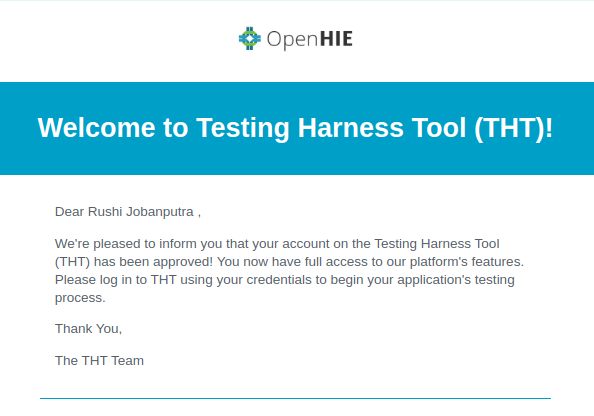 OpenHIE
Welcome to Testing Harness Tool (THT)!
Dear Rushi Jobanputra ,
We're pleased to inform you that your account on the Testing Harness Tool
(THT) has been approved! You now have full access to our platform's features.
Please log in to THT using your credentials to begin your application's testing
process.
Thank You,
The THT Team